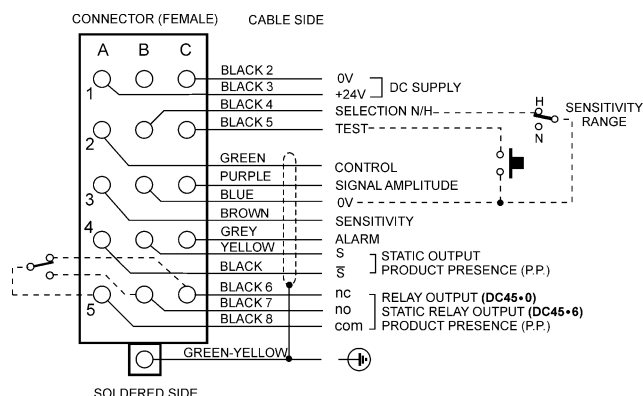 CONNECTOR (FEMALE) CABLE SIDE
A B C
BLACK 2 0V
1 BLACK 3 +24V DC SUPPLY
BLACK 4 SELECTION N/H H SENSITIVITY
BLACK 5 TEST N RANGE
2
GREEN CONTROL
PURPLE SIGNAL AMPLITUDE
3 BLUE 0V
BROWN SENSITIVITY
4 GREY ALARM
YELLOW S STATIC OUTPUT
BLACK S̅ PRODUCT PRESENCE (P.P.)
BLACK 6 nc RELAY OUTPUT (DC45•0)
5 BLACK 7 no STATIC RELAY OUTPUT (DC45•6)
BLACK 8 com PRODUCT PRESENCE (P.P.)
GREEN-YELLOW
SOLDERED SIDE